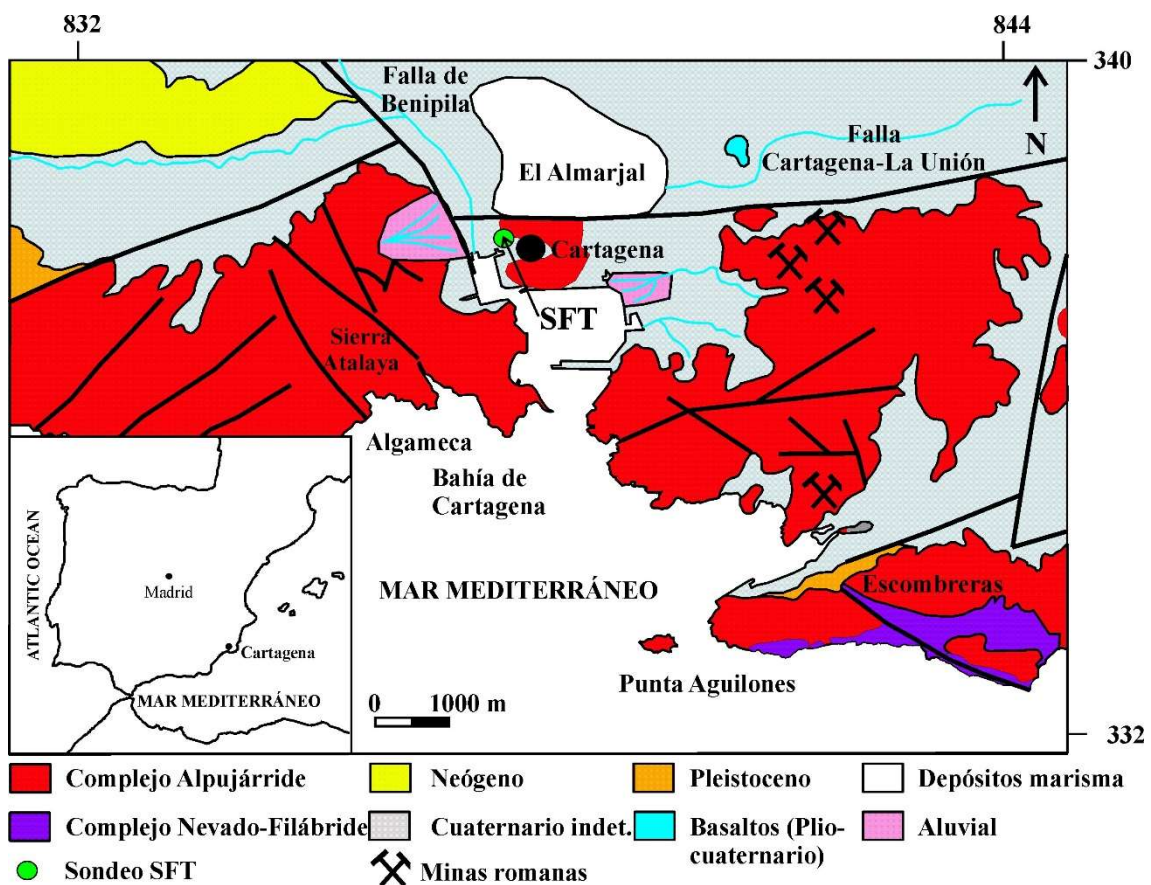 832
844
340
Falla de
Benipila
N
Falla
Cartagena-La Unión
El Almarjal
Cartagena
SFT
Sierra
Atalaya
Algameca
Bahía de
Cartagena
MAR MEDITERRÁNEO
Escombreras
Punta Aguilones
0 1000 m
332
ATLANTIC OCEAN
Madrid
Cartagena
MAR MEDITERRÁNEO
Complejo Alpujárride
Neógeno
Pleistoceno
Depósitos marisma
Complejo Nevado-Filábride
Cuaternario indet.
Basaltos (Plio-
cuaternario)
Aluvial
Sondeo SFT
Minas romanas